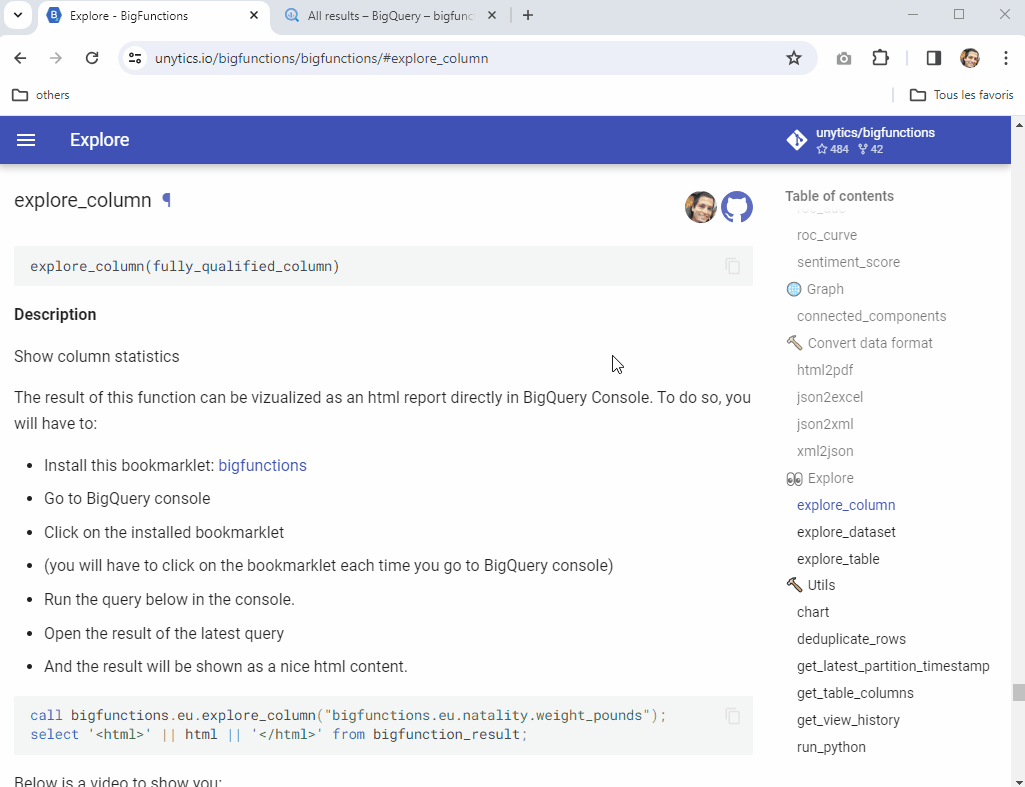 Explore - BigFunctions
All results – BigQuery – bigfunc
unytics.io/bigfunctions/bigfunctions/#explore_column
others
Tous les favoris
Explore
unytics/bigfunctions
484 42
explore_column ¶
explore_column(fully_qualified_column)
Description
Show column statistics
The result of this function can be vizualized as an html report directly in BigQuery Console. To do so, you
will have to:
• Install this bookmarklet: bigfunctions
• Go to BigQuery console
• Click on the installed bookmarklet
• (you will have to click on the bookmarklet each time you go to BigQuery console)
• Run the query below in the console.
• Open the result of the latest query
• And the result will be shown as a nice html content.
call bigfunctions.eu.explore_column("bigfunctions.eu.natality.weight_pounds");
select '<html>' || html || '</html>' from bigfunction_result;
Below is a video to show you:
Table of contents
roc_curve
sentiment_score
Graph
connected_components
Convert data format
html2pdf
json2excel
json2xml
xml2json
Explore
explore_column
explore_dataset
explore_table
Utils
chart
deduplicate_rows
get_latest_partition_timestamp
get_table_columns
get_view_history
run_python